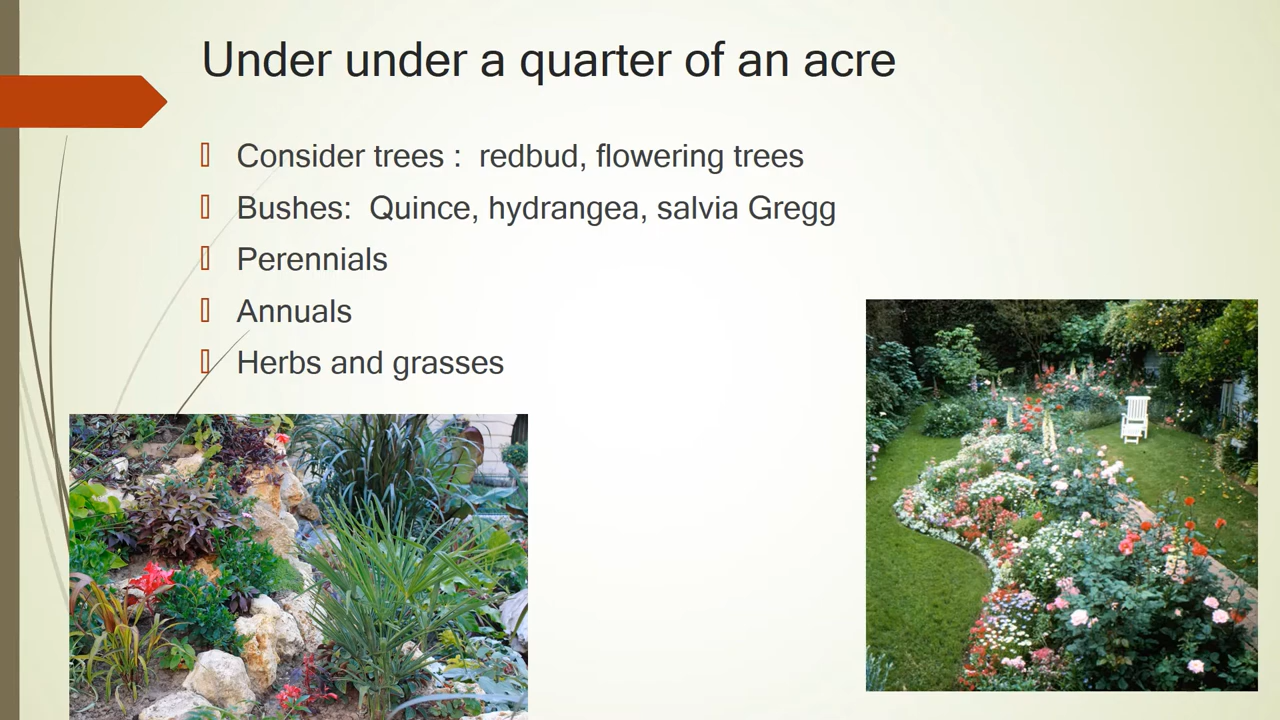 Under under a quarter of an acre
Consider trees :  redbud, flowering trees
Bushes:  Quince, hydrangea, salvia Gregg
Perennials
Annuals
Herbs and grasses